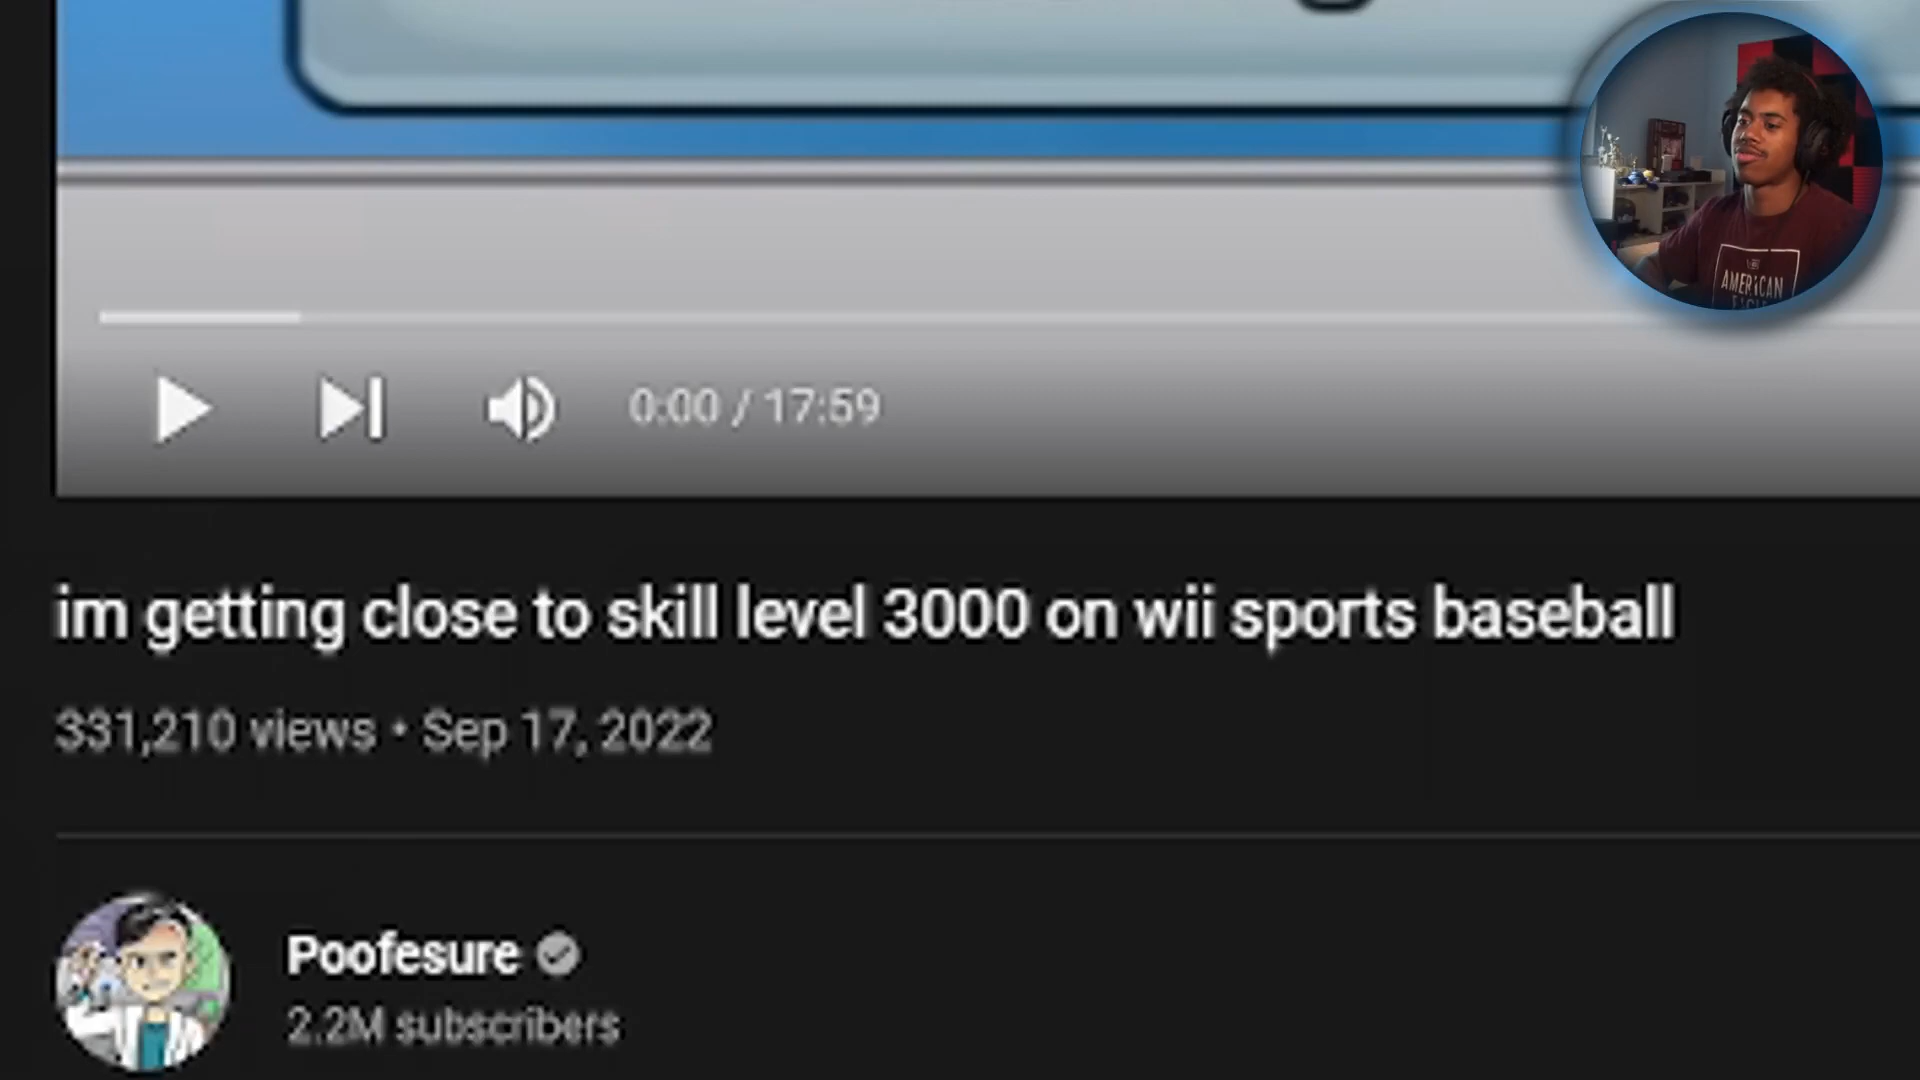 AMERICAN
0:00 / 17:59
im getting close to skill level 3000 on wii sports baseball
331,210 views • Sep 17, 2022
Poofesure
2.2M subscribers